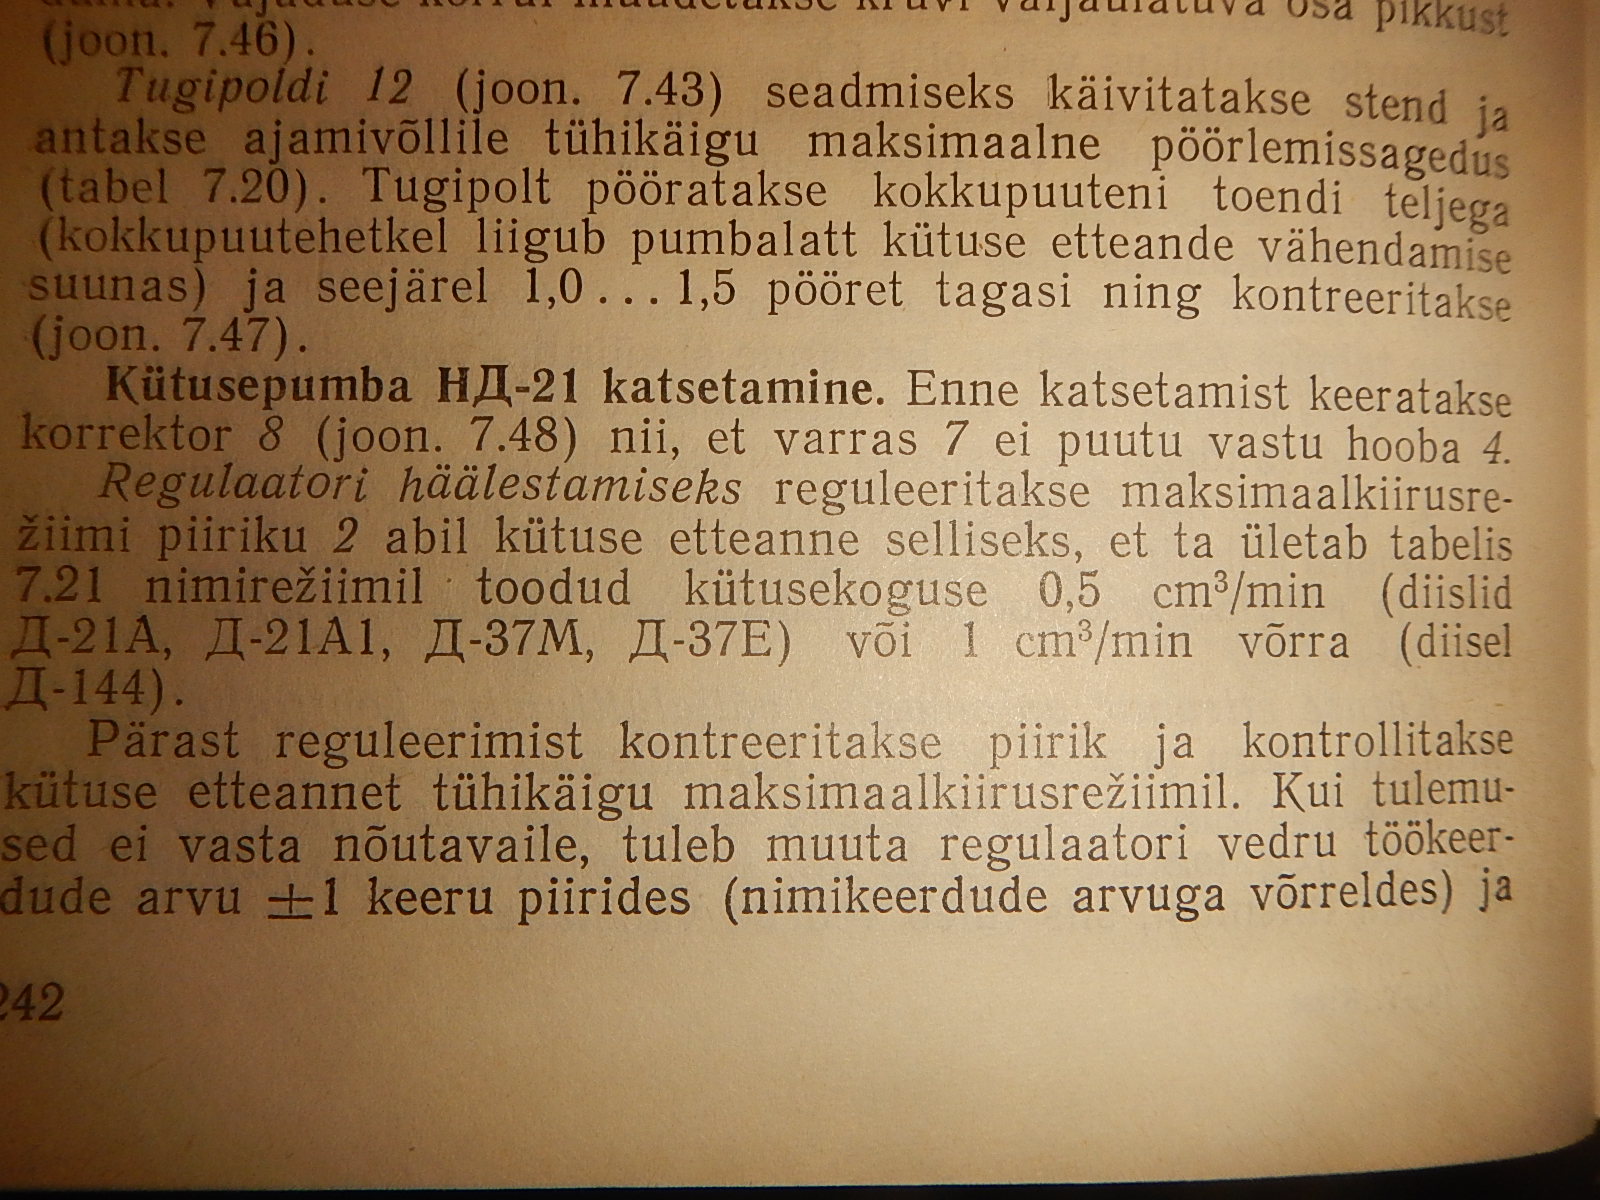 korral muudetakse kruvi väljaulatuva osa pikkust
(joon. 7.46).
Tugipoldi 12 (joon. 7.43) seadmiseks käivitatakse stend ja
antakse ajamivõllile tühikäigu maksimaalne pöörlemissagedus
(tabel 7.20). Tugipolt pööratakse kokkupuuteni toendi teljega
(kokkupuutehetkel liigub pumbalatt kütuse etteande vähendamise
suunas) ja seejärel 1,0 ... 1,5 pööret tagasi ning kontreeritakse
(joon. 7.47).
Kütusepumba НД-21 katsetamine. Enne katsetamist keeratakse
korrektor 8 (joon. 7.48) nii, et varras 7 ei puutu vastu hooba 4.
Regulaatori häälestamiseks reguleeritakse maksimaalkiirusre-
žiimi piiriku 2 abil kütuse etteanne selliseks, et ta ületab tabelis
7.21 nimirežiimil toodud kütusekoguse 0,5 cm³/min (diislid
Д-21А, Д-21А1, Д-37М, Д-37Е) või 1 cm³/min võrra (diisel
Д-144).
Pärast reguleerimist kontreeritakse piirik ja kontrollitakse
kütuse etteannet tühikäigu maksimaalkiirusrežiimil. Kui tulemu-
sed ei vasta nõutavaile, tuleb muuta regulaatori vedru töökeer-
dude arvu ±1 keeru piirides (nimikeerdude arvuga võrreldes) ja
242